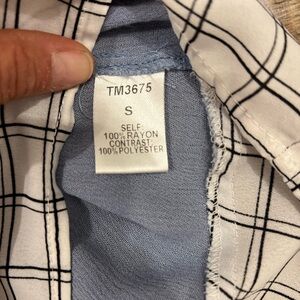 TM3675
S
SELF
100% RAYON
CONTRAST:
100% POLYESTER